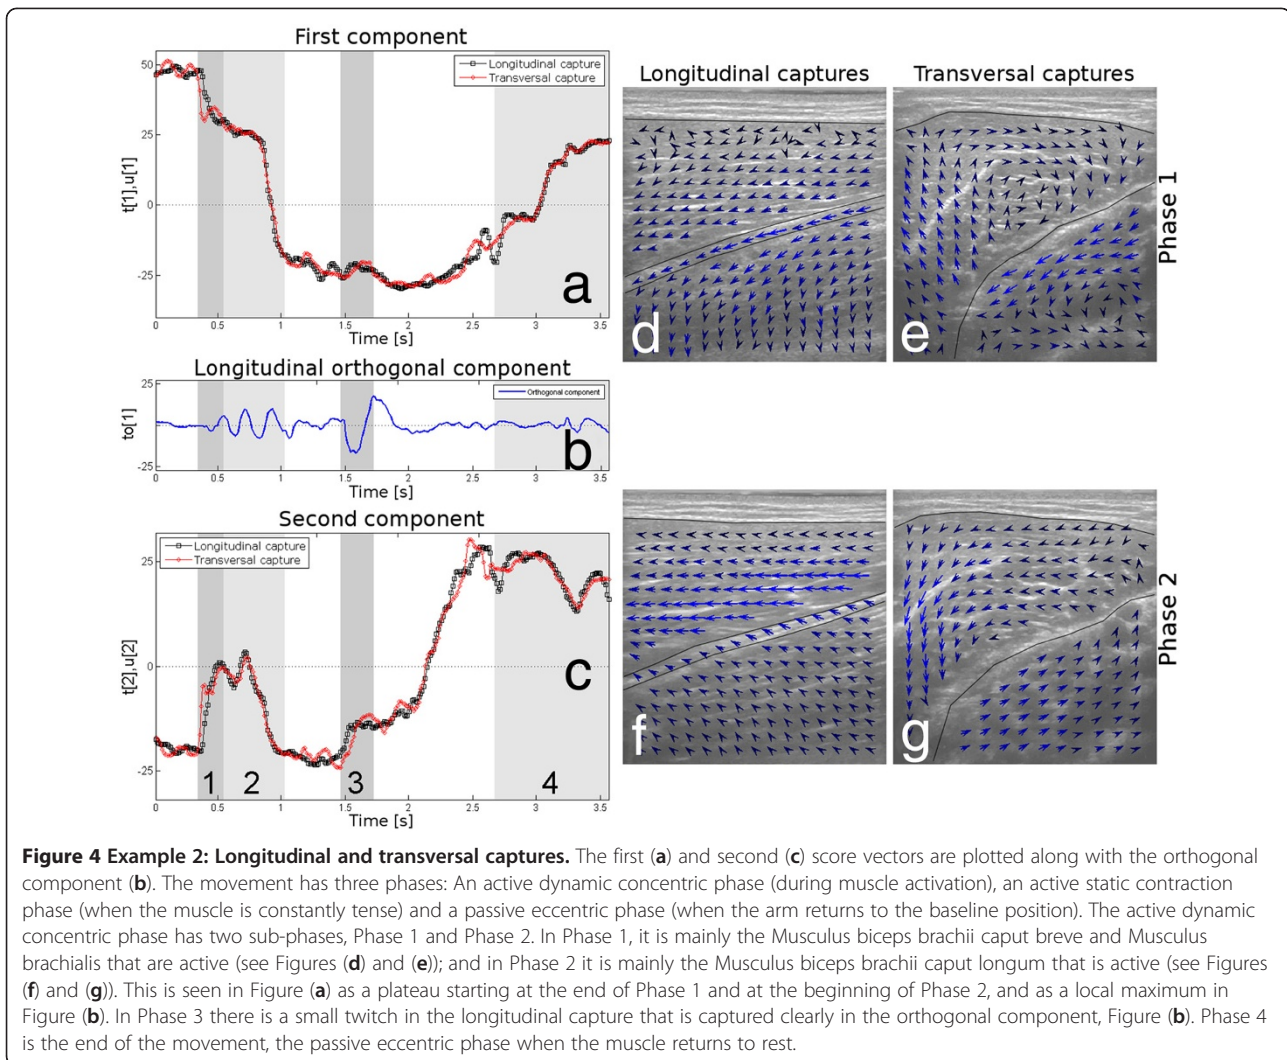 First component
Longitudinal capture
Transversal capture
50
25
0
-25
t[1],u[1]
0 0.5 1 1.5 2 2.5 3 3.5
Time [s]
a
Longitudinal orthogonal component
Orthogonal component
25
0
-25
to[1]
0 0.5 1 1.5 2 2.5 3 3.5
Time [s]
b
Second component
Longitudinal capture
Transversal capture
25
0
-25
t[2],u[2]
1 2 3 4
0 0.5 1 1.5 2 2.5 3 3.5
Time [s]
c
Longitudinal captures Transversal captures
d e
Phase 1
f g
Phase 2
Figure 4 Example 2: Longitudinal and transversal captures. The first (a) and second (c) score vectors are plotted along with the orthogonal
component (b). The movement has three phases: An active dynamic concentric phase (during muscle activation), an active static contraction
phase (when the muscle is constantly tense) and a passive eccentric phase (when the arm returns to the baseline position). The active dynamic
concentric phase has two sub-phases, Phase 1 and Phase 2. In Phase 1, it is mainly the Musculus biceps brachii caput breve and Musculus
brachialis that are active (see Figures (d) and (e)); and in Phase 2 it is mainly the Musculus biceps brachii caput longum that is active (see Figures
(f) and (g)). This is seen in Figure (a) as a plateau starting at the end of Phase 1 and at the beginning of Phase 2, and as a local maximum in
Figure (b). In Phase 3 there is a small twitch in the longitudinal capture that is captured clearly in the orthogonal component, Figure (b). Phase 4
is the end of the movement, the passive eccentric phase when the muscle returns to rest.